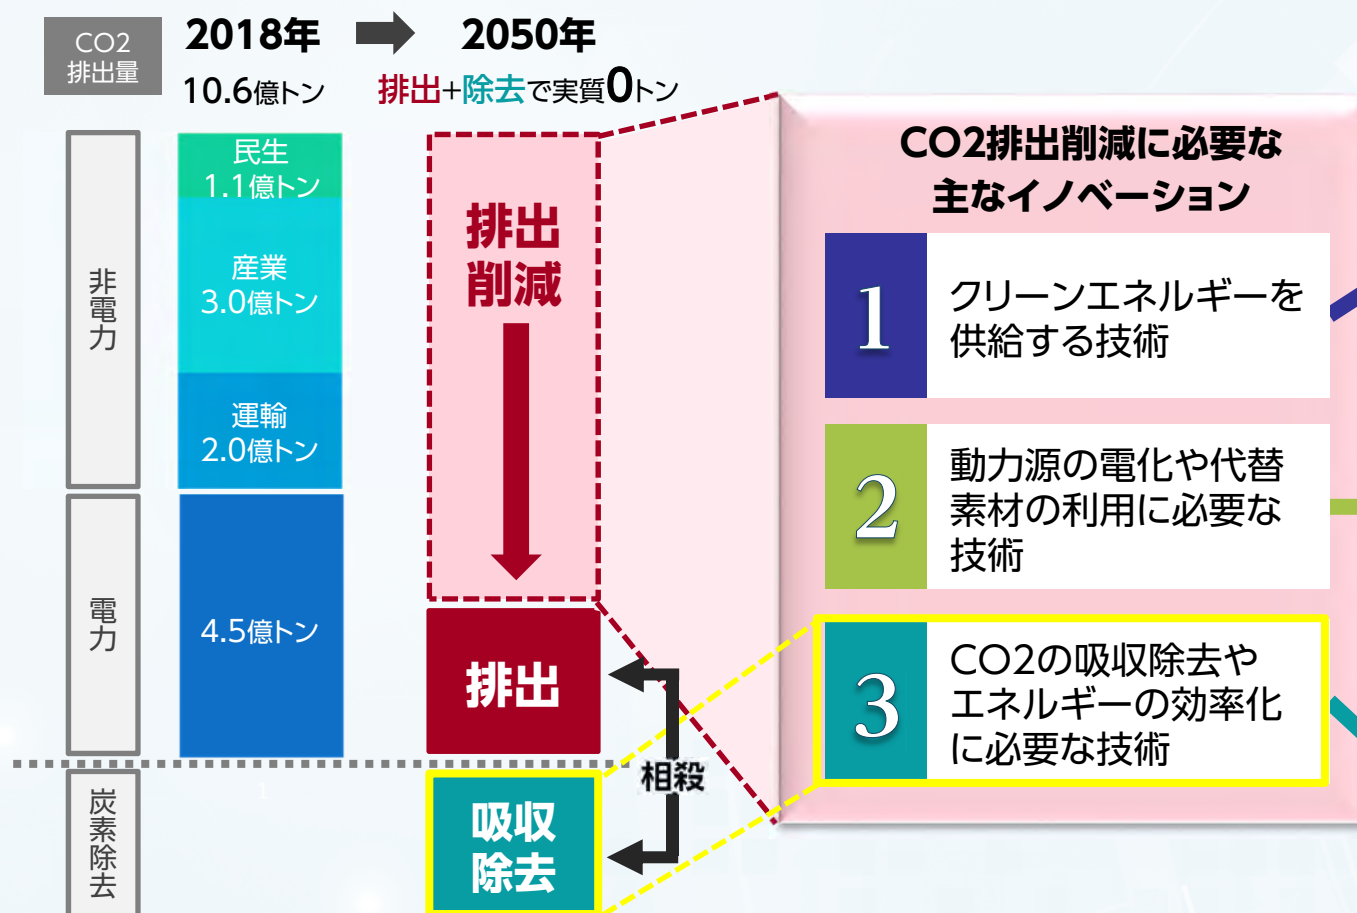 CO2
排出量
2018年
2050年
10.6億トン
排出+除去で実質0トン
非電力
民生
1.1億トン
産業
3.0億トン
運輸
2.0億トン
電力
4.5億トン
炭素除去
排出
削減
排出
相殺
吸収
除去
CO2排出削減に必要な
主なイノベーション
1
クリーンエネルギーを
供給する技術
2
動力源の電化や代替
素材の利用に必要な
技術
3
CO2の吸収除去や
エネルギーの効率化
に必要な技術
1